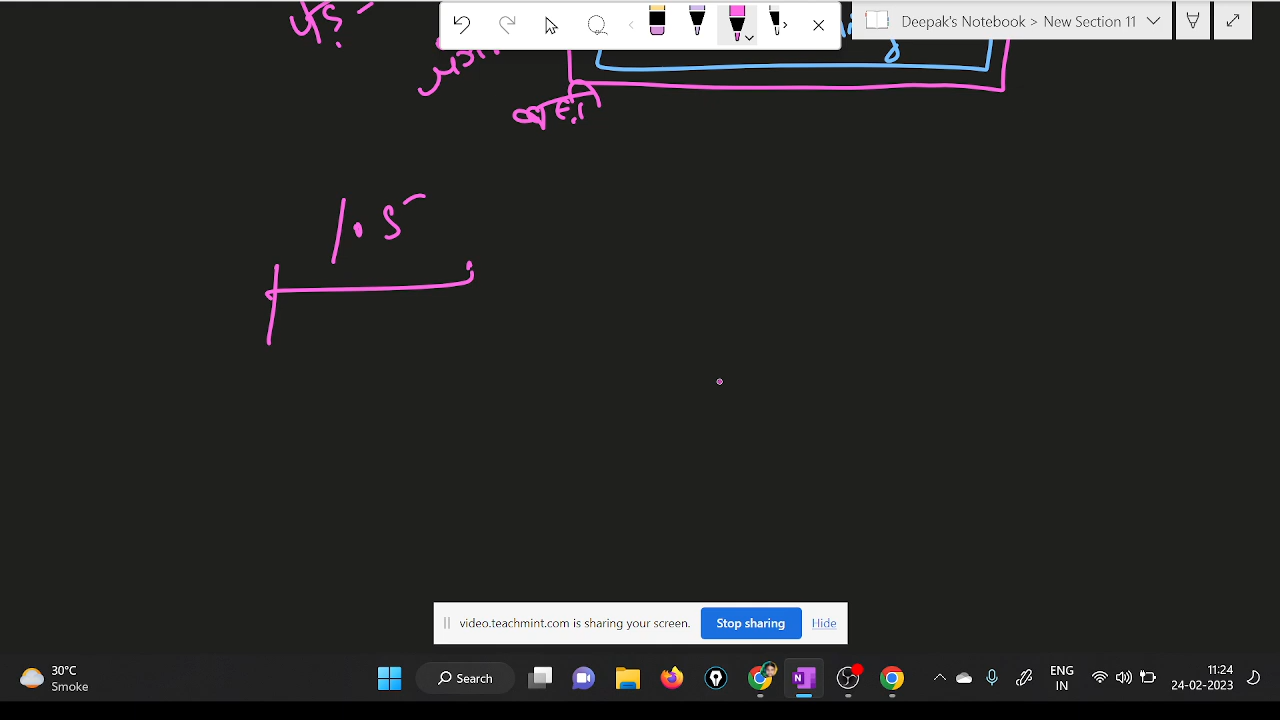 Deepak's Notebook > New Section 11
1.5
video.teachmint.com is sharing your screen.
Stop sharing
Hide
30°C
Smoke
Search
ENG
IN
11:24
24-02-2023